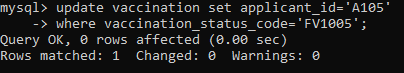 mysql> update vaccination set applicant_id='A105'
    -> where vaccination_status_code='FV1005';
Query OK, 0 rows affected (0.00 sec)
Rows matched: 1  Changed: 0  Warnings: 0